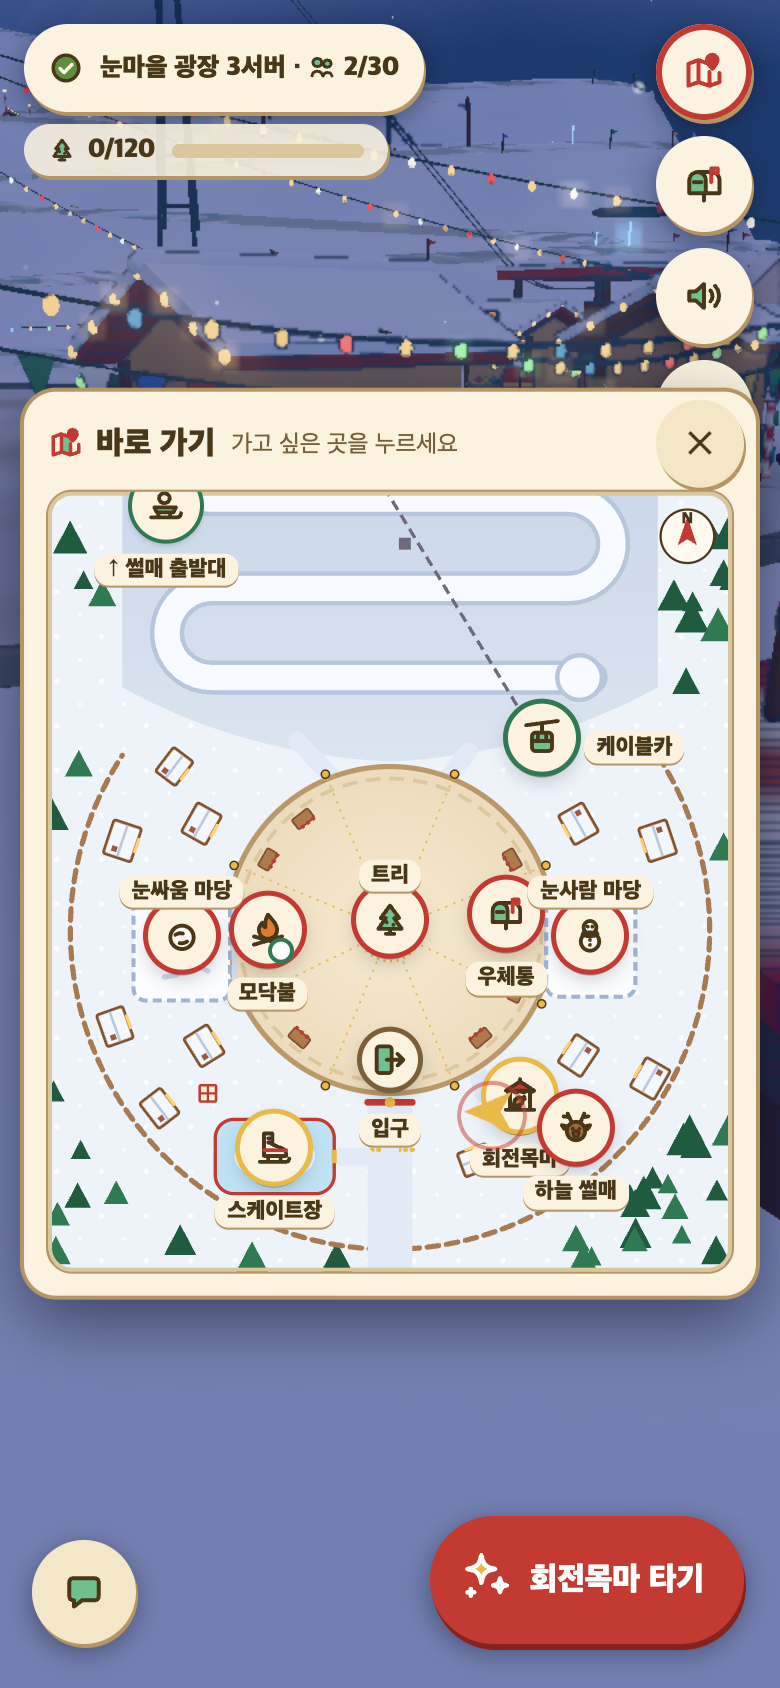 눈마을 광장 3서버 · 2/30
0/120
바로 가기 가고 싶은 곳을 누르세요
N
↑ 썰매 출발대
케이블카
트리
눈싸움 마당
눈사람 마당
모닥불
우체통
입구
회전목마
하늘 썰매
스케이트장
회전목마 타기